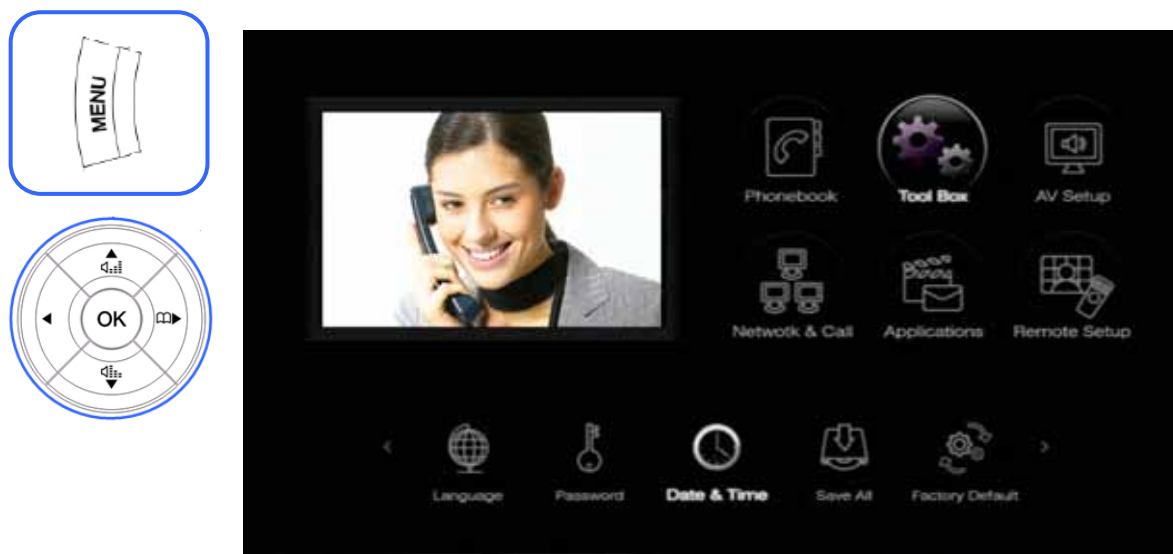 MENU
OK
Phonebook Tool Box AV Setup
Netwotk & Call Applications Remote Setup
Language Password Date & Time Save All Factory Default